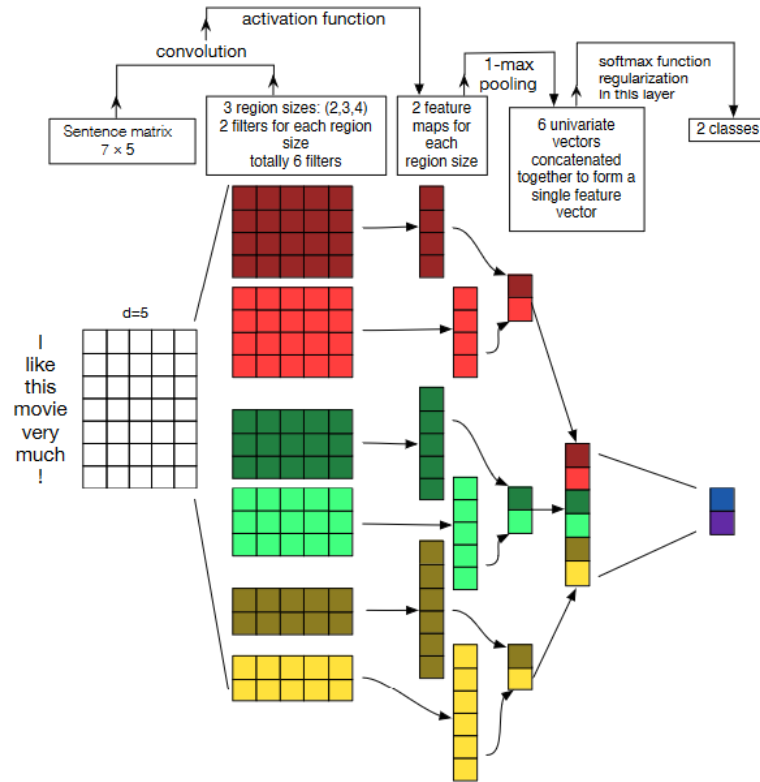 activation function
convolution
1-max
pooling
softmax function
regularization
in this layer
Sentence matrix
7 × 5
3 region sizes: (2,3,4)
2 filters for each region
size
totally 6 filters
2 feature
maps for
each
region size
6 univariate
vectors
concatenated
together to form a
single feature
vector
2 classes
d=5
I
like
this
movie
very
much
!